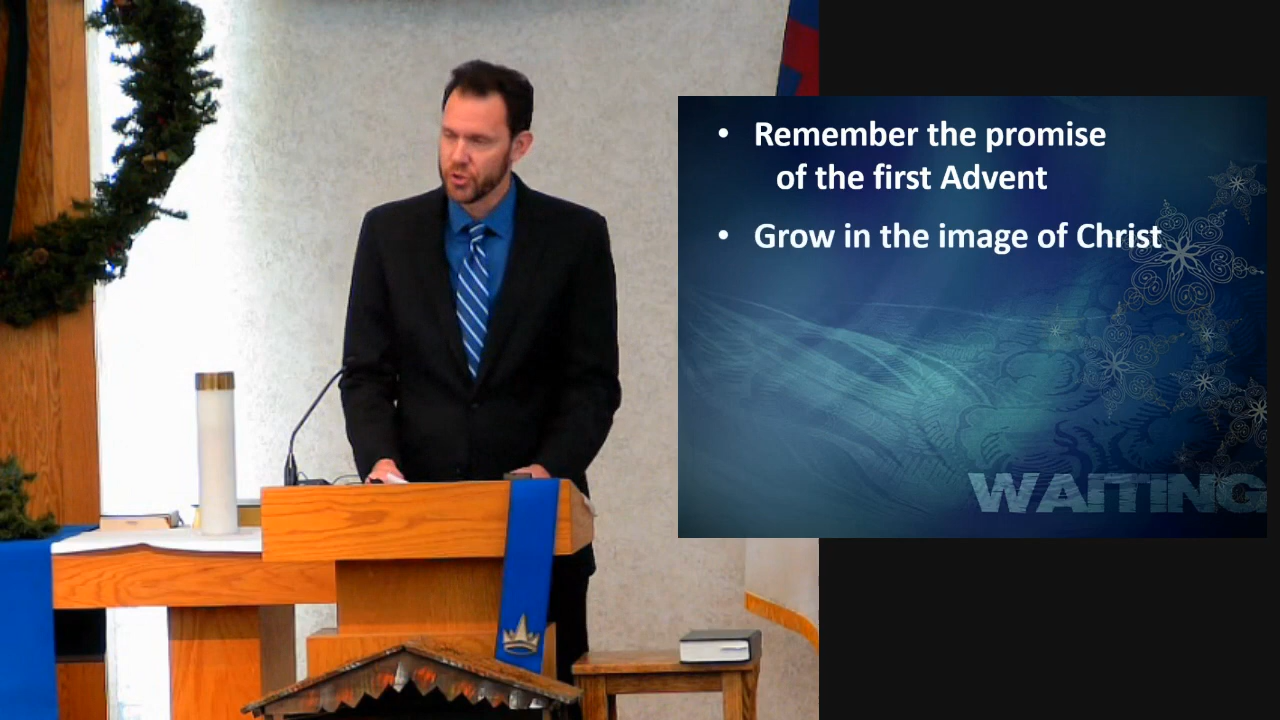 • Remember the promise
of the first Advent
• Grow in the image of Christ
WAITING